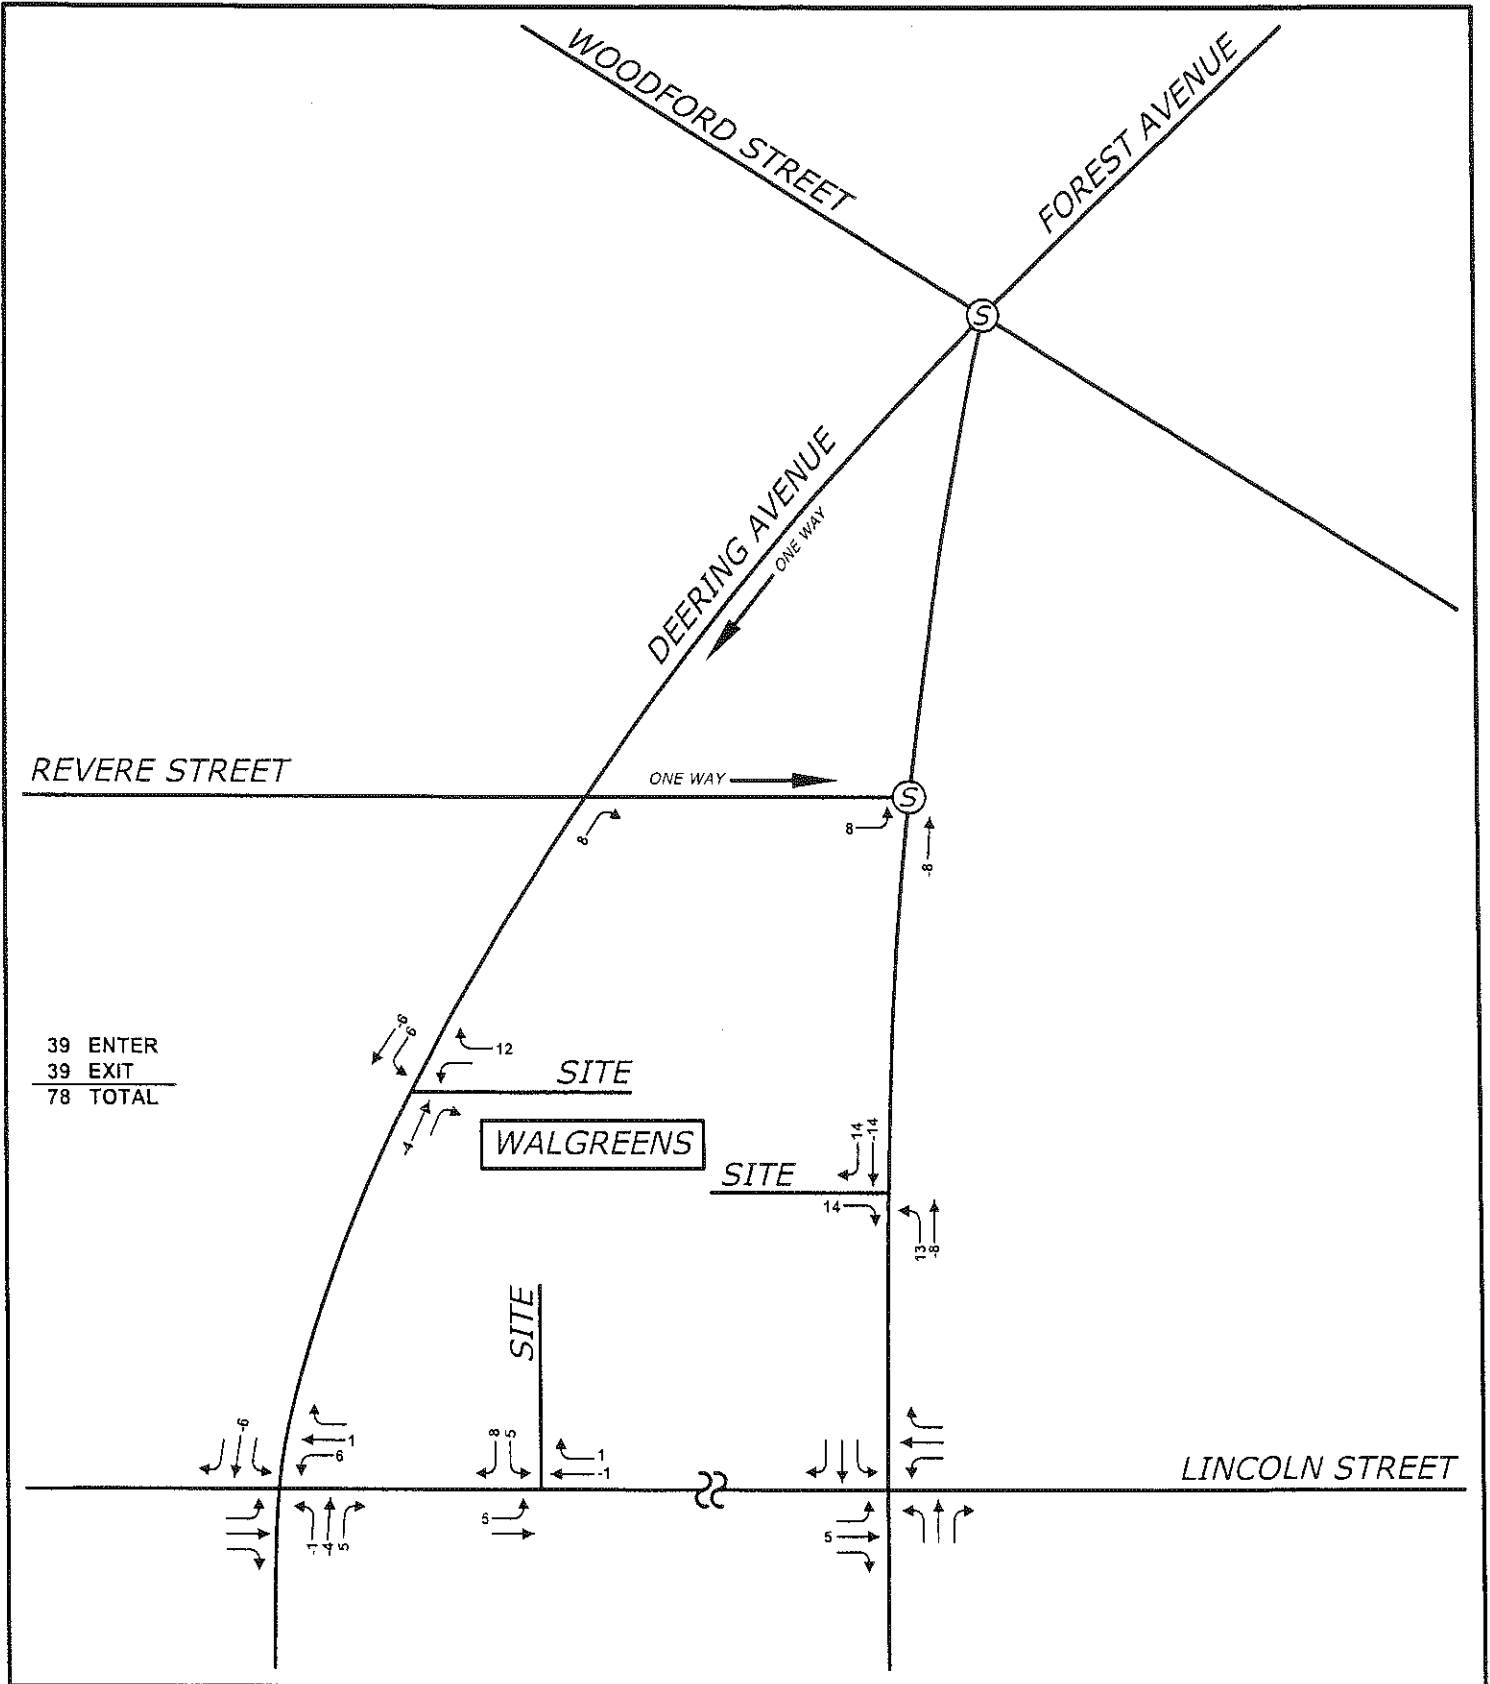 WOODFORD STREET
FOREST AVENUE
S
DEERING AVENUE
ONE WAY
REVERE STREET
ONE WAY
S
8
8
-8
39 ENTER
39 EXIT
78 TOTAL
-6
6
12
SITE
-4
WALGREENS
14
-14
SITE
14
13
-8
SITE
-6
1
6
8
5
1
-1
LINCOLN STREET
-1
-4
5
5
5